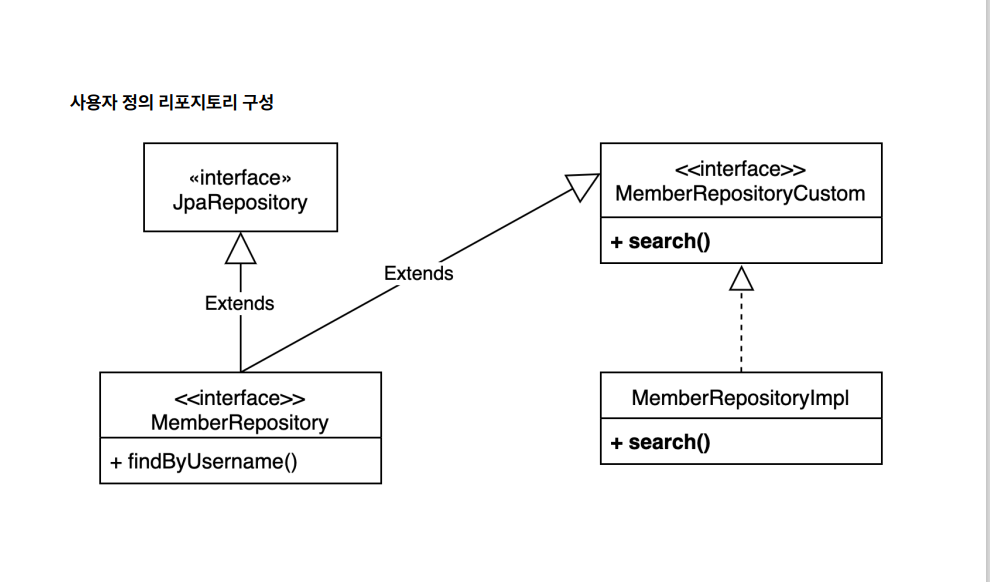 사용자 정의 리포지토리 구성
«interface»
JpaRepository
<<interface>>
MemberRepositoryCustom
+ search()
Extends
Extends
<<interface>>
MemberRepository
+ findByUsername()
MemberRepositoryImpl
+ search()